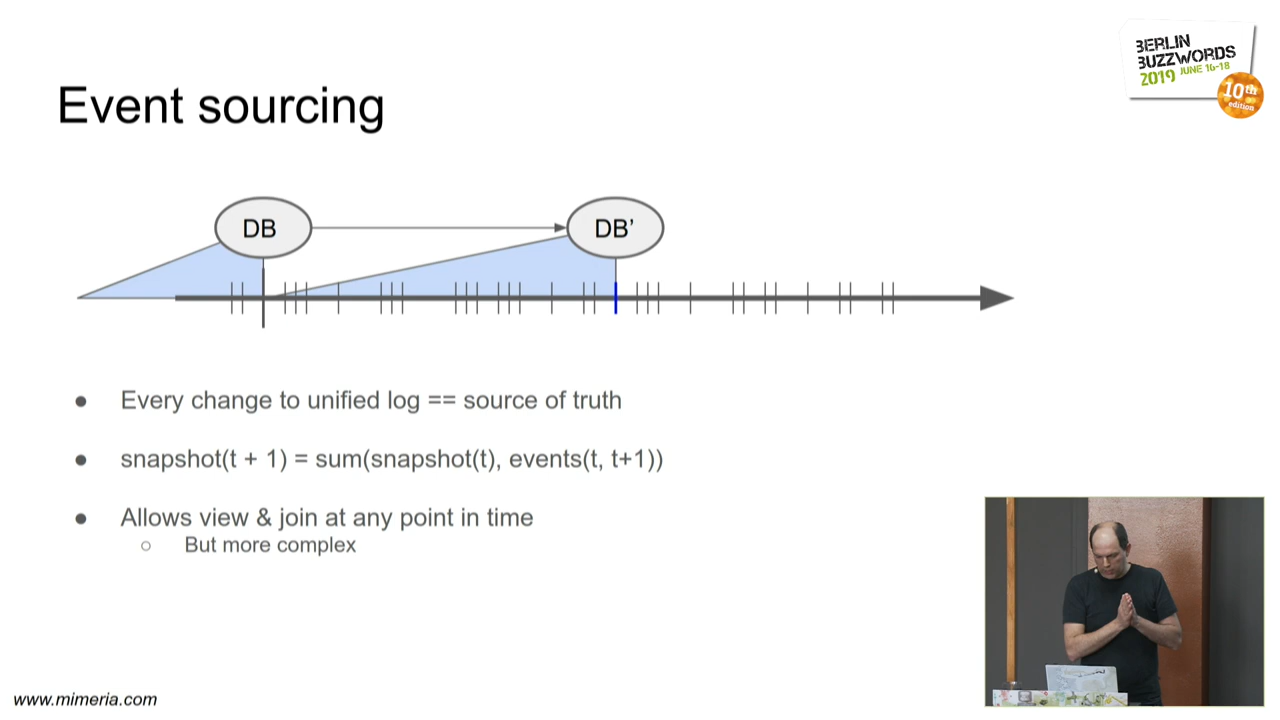 BERLIN
BUZZWORDS
2019 JUNE 16-18
10th
edition
Event sourcing
DB
DB’
● Every change to unified log == source of truth
● snapshot(t + 1) = sum(snapshot(t), events(t, t+1))
● Allows view & join at any point in time
○ But more complex
www.mimeria.com